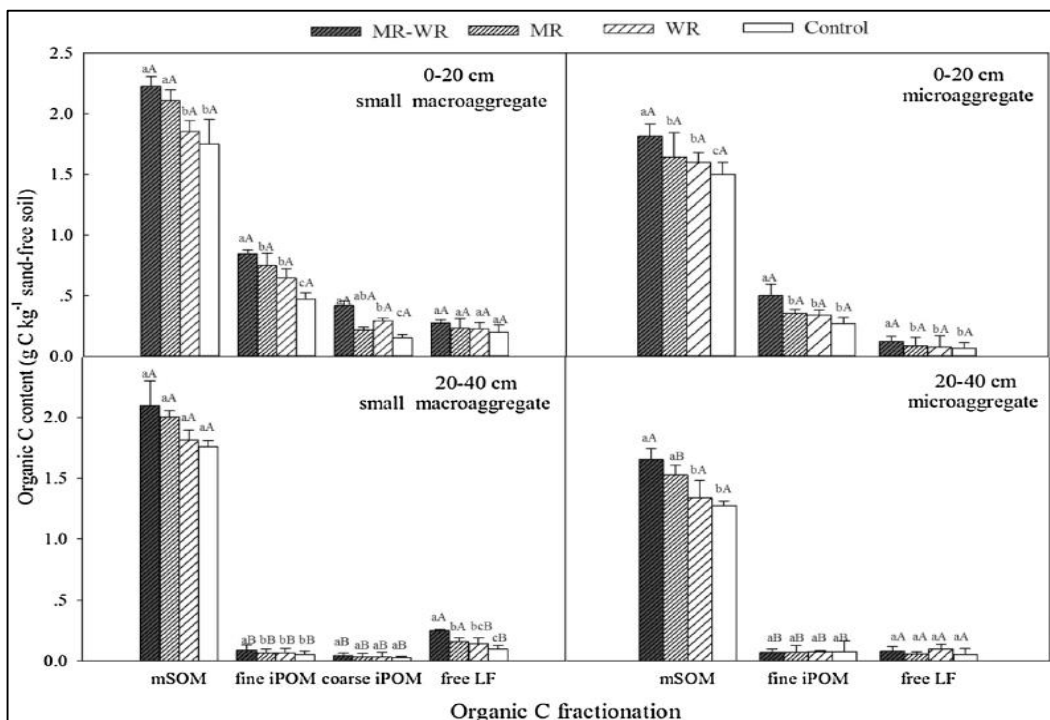 MR-WR MR WR Control
Organic C content (g C kg⁻¹ sand-free soil)
2.5
2.0
1.5
1.0
.5
0.0
0-20 cm
small macroaggregate
aA aA bA bA
aA bA bA cA
aA abA bA cA
aA aA aA aA
0-20 cm
microaggregate
aA bA bA cA
aA bA bA bA
aA bA bA bA
2.0
1.5
1.0
.5
0.0
20-40 cm
small macroaggregate
aA aA aA aA
aB bB bB bB
aB aB aB aB
aA bA bcB cB
20-40 cm
microaggregate
aA aB bA bA
aB aB aB aB
aA aA aA aA
mSOM fine iPOM coarse iPOM free LF
mSOM fine iPOM free LF
Organic C fractionation